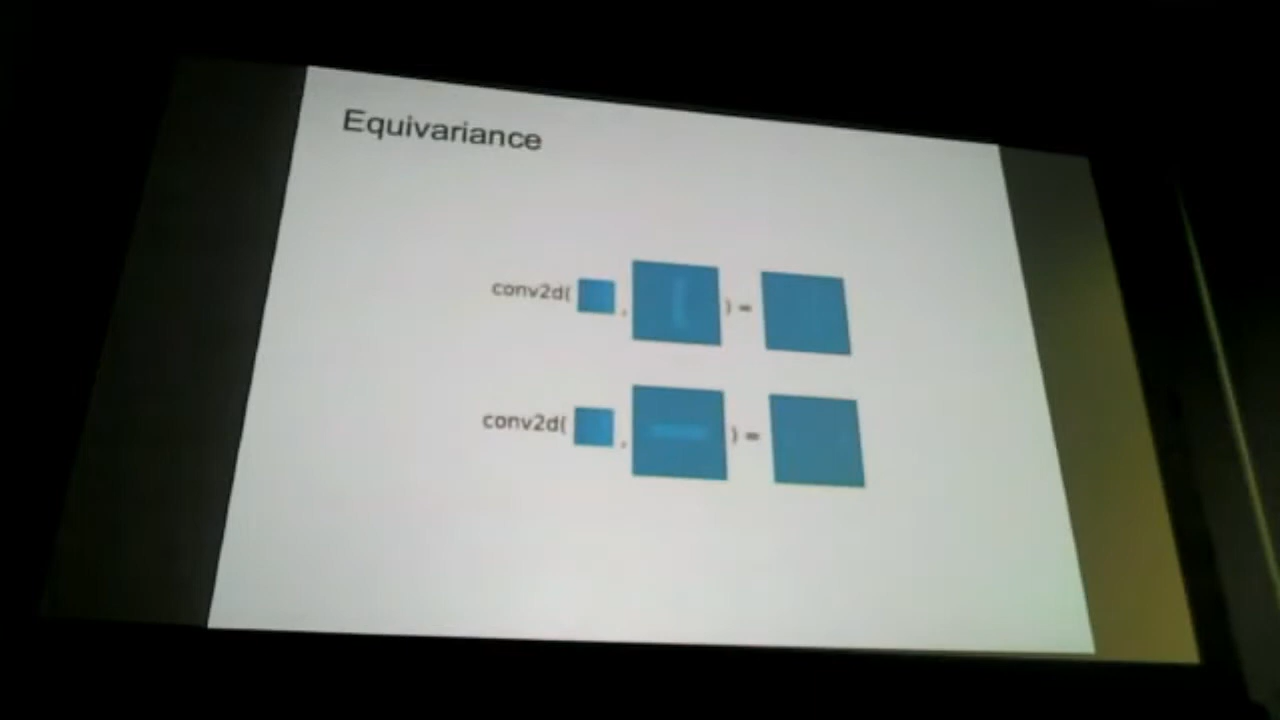 Equivariance
conv2d( , ) =
conv2d( , ) =